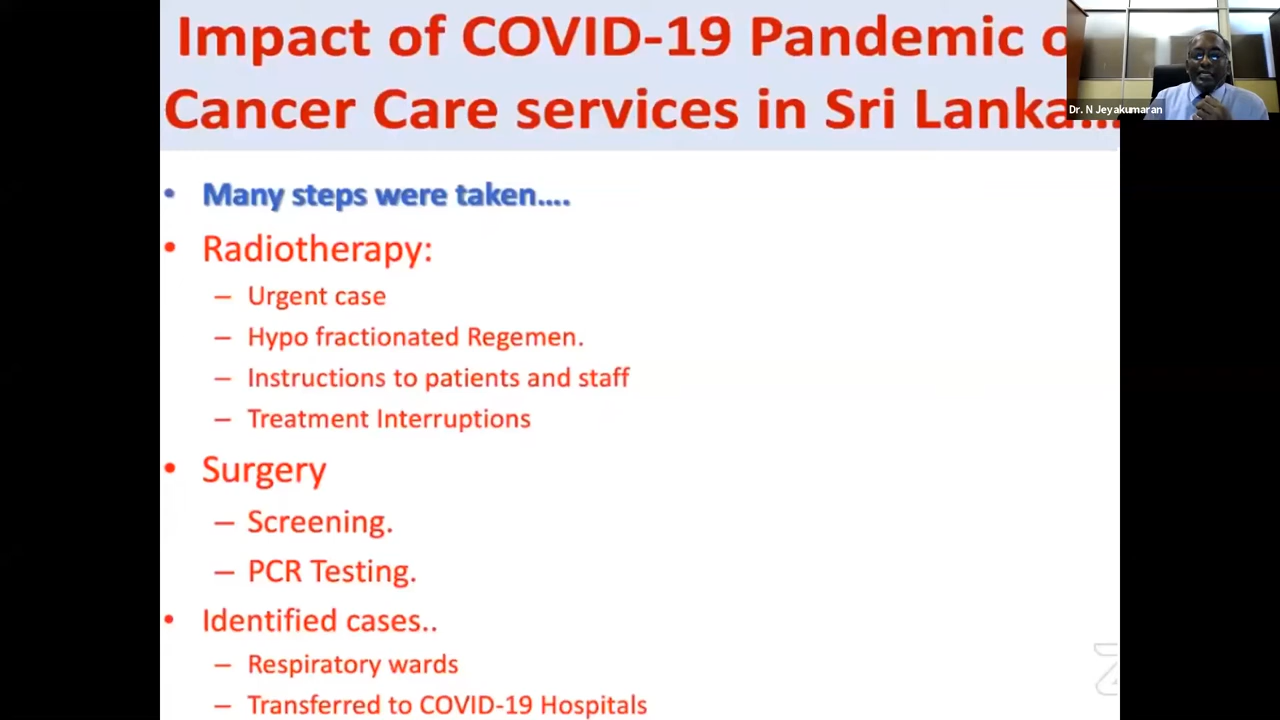 Impact of COVID-19 Pandemic o
Cancer Care services in Sri Lanka...
Dr. N Jeyakumaran
• Many steps were taken....
• Radiotherapy:
– Urgent case
– Hypo fractionated Regemen.
– Instructions to patients and staff
– Treatment Interruptions
• Surgery
– Screening.
– PCR Testing.
• Identified cases..
– Respiratory wards
– Transferred to COVID-19 Hospitals